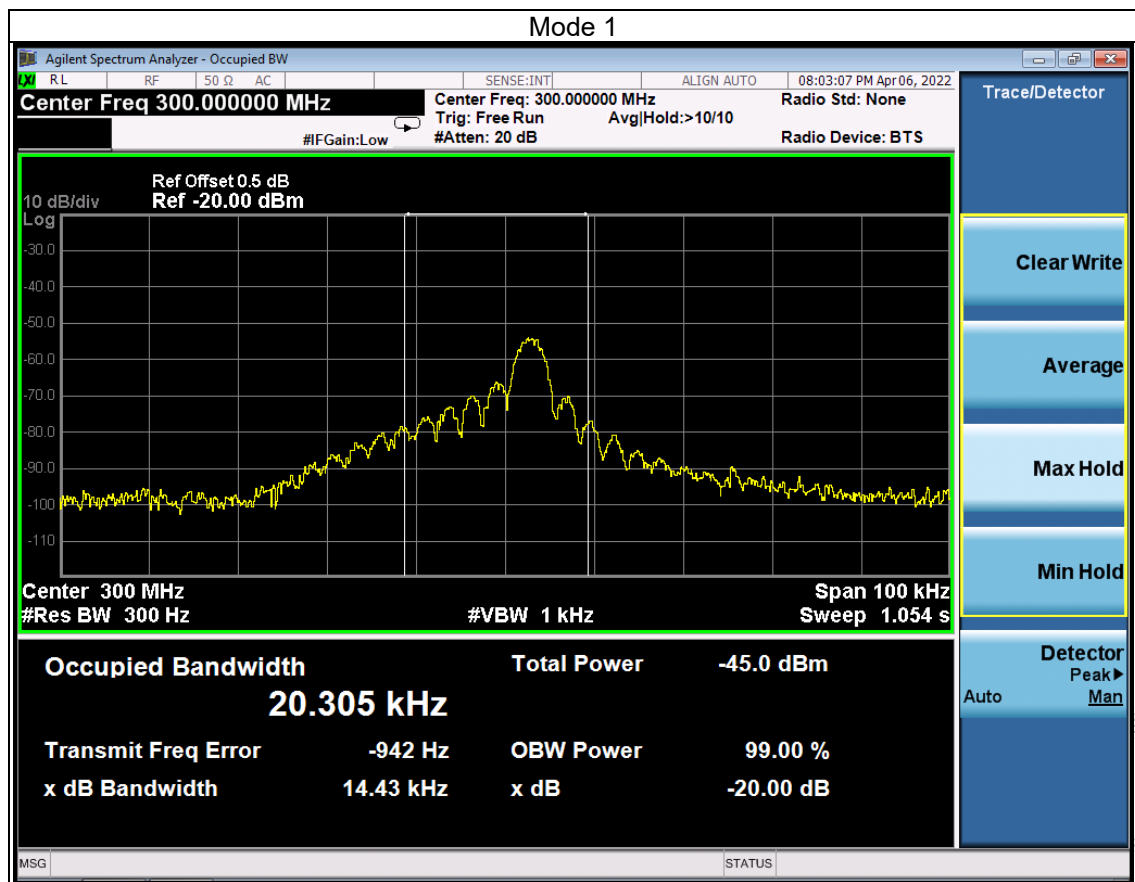 Mode 1
Agilent Spectrum Analyzer - Occupied BW
LXI RL RF 50 Ω AC SENSE:INT ALIGN AUTO 08:03:07 PM Apr 06, 2022
Center Freq 300.000000 MHz
Center Freq: 300.000000 MHz
Radio Std: None
Trig: Free Run Avg|Hold:>10/10
#IFGain:Low #Atten: 20 dB Radio Device: BTS
Trace/Detector
Ref Offset 0.5 dB
10 dB/div Ref -20.00 dBm
Log
-30.0
-40.0
-50.0
-60.0
-70.0
-80.0
-90.0
-100
-110
Center 300 MHz Span 100 kHz
#Res BW 300 Hz #VBW 1 kHz Sweep 1.054 s
Clear Write
Average
Max Hold
Min Hold
Detector
Peak▶
Auto Man
Occupied Bandwidth Total Power -45.0 dBm
20.305 kHz
Transmit Freq Error -942 Hz OBW Power 99.00 %
x dB Bandwidth 14.43 kHz x dB -20.00 dB
MSG STATUS